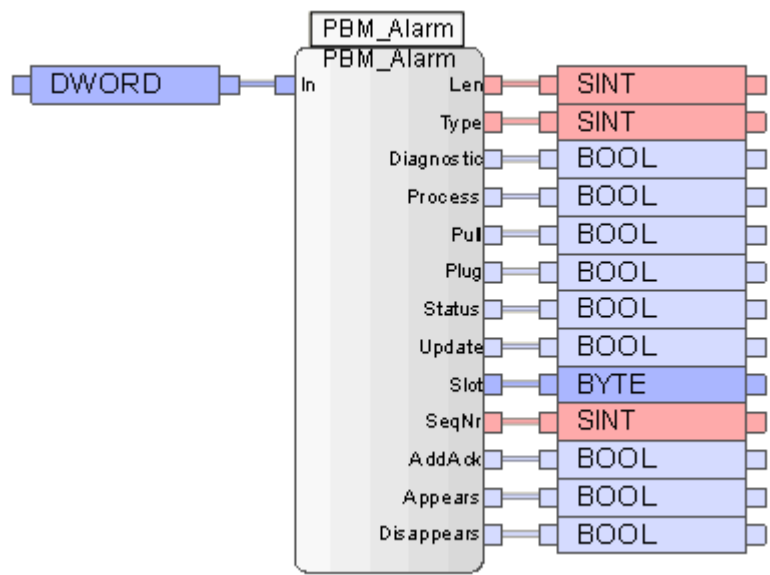 PBM_Alarm
PBM_Alarm
DWORD In Len SINT
Type SINT
Diagnostic BOOL
Process BOOL
Pull BOOL
Plug BOOL
Status BOOL
Update BOOL
Slot BYTE
SeqNr SINT
AddAck BOOL
Appears BOOL
Disappears BOOL